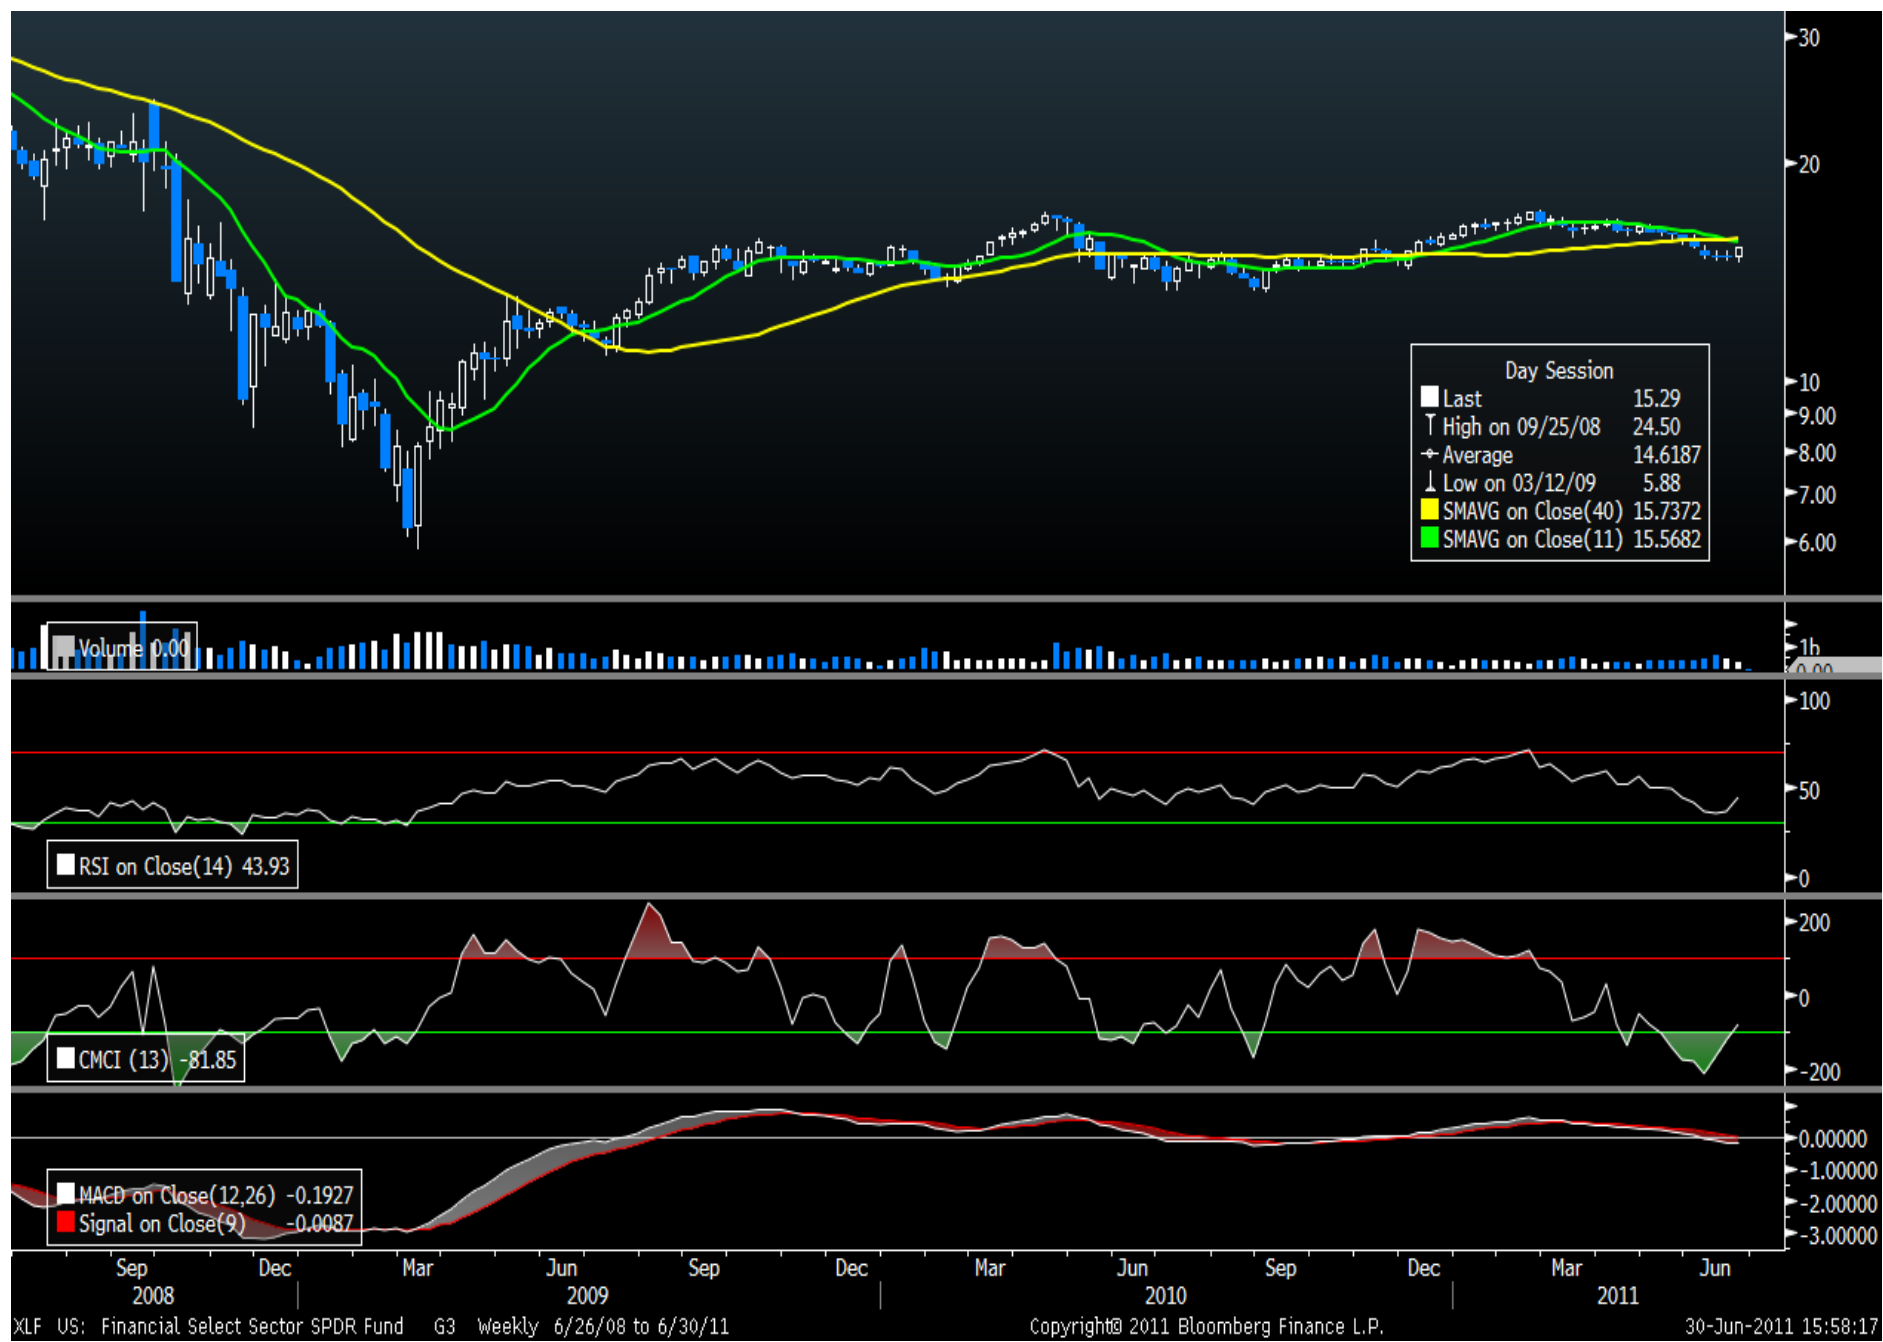 30
20
10
9.00
8.00
7.00
6.00
Day Session
Last 15.29
High on 09/25/08 24.50
Average 14.6187
Low on 03/12/09 5.88
SMAVG on Close(40) 15.7372
SMAVG on Close(11) 15.5682
Volume 0.00
1h
0.00
100
50
0
RSI on Close(14) 43.93
200
0
-200
CMCI (13) -81.85
0.00000
-1.00000
-2.00000
-3.00000
MACD on Close(12,26) -0.1927
Signal on Close(9) -0.0087
Sep Dec Mar Jun Sep Dec Mar Jun Sep Dec Mar Jun
2008 2009 2010 2011
XLF US: Financial Select Sector SPDR Fund G3 Weekly 6/26/08 to 6/30/11 Copyright© 2011 Bloomberg Finance L.P. 30-Jun-2011 15:58:17